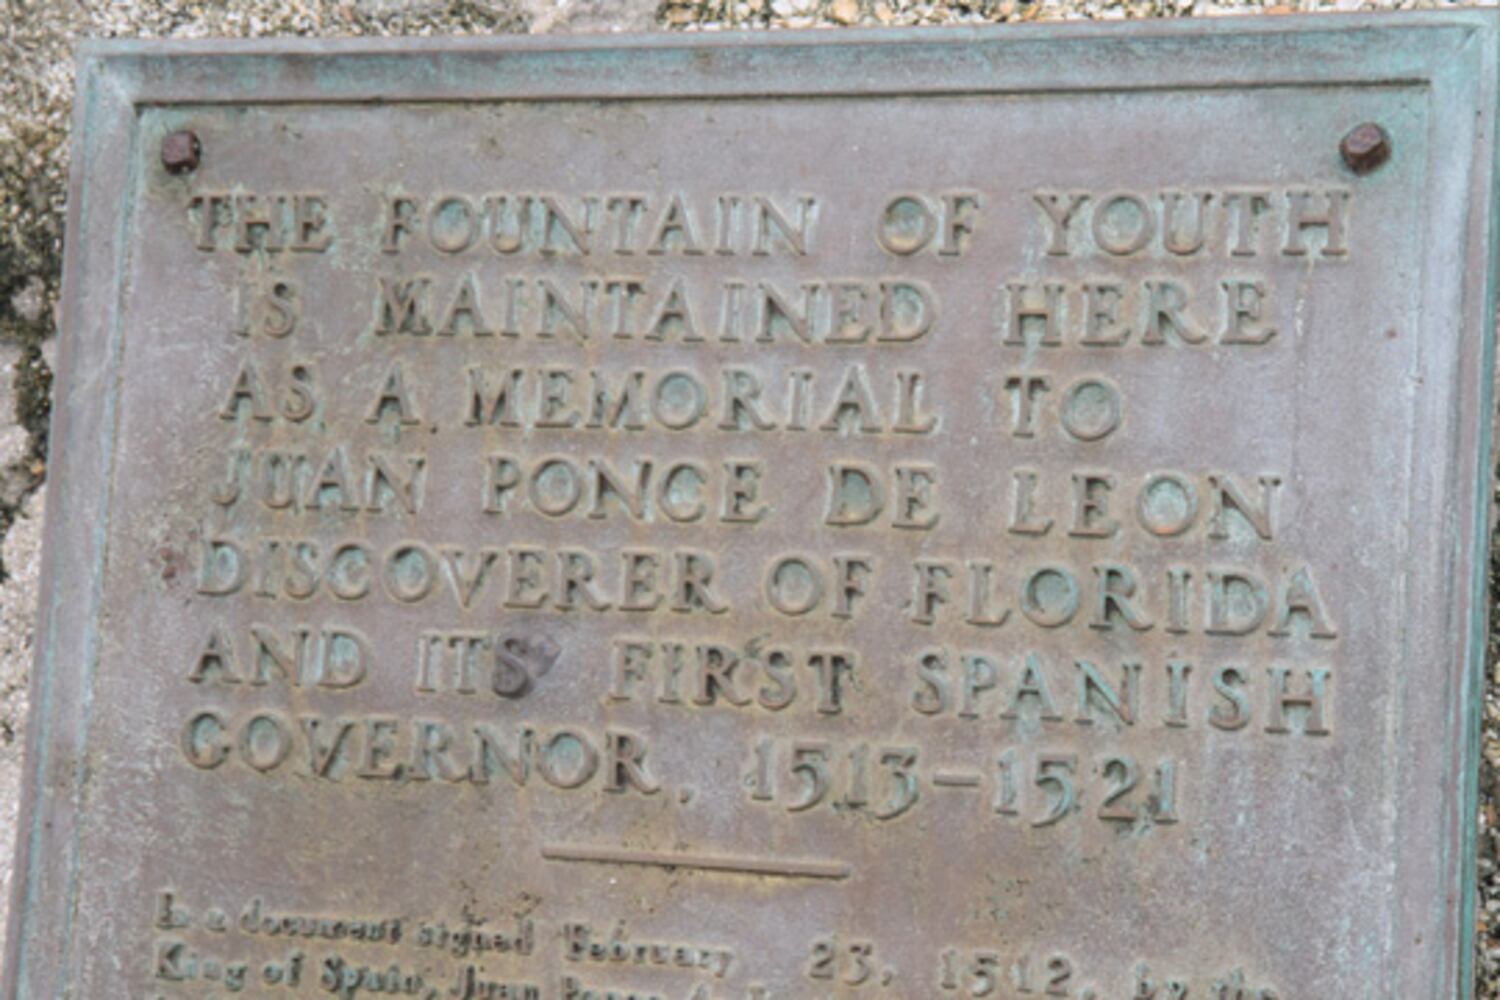 THE FOUNTAIN OF YOUTH
IS MAINTAINED HERE
AS A MEMORIAL TO
JUAN PONCE DE LEON
DISCOVERER OF FLORIDA
AND ITS FIRST SPANISH
GOVERNOR, 1513-1521
In a document signed February 23, 1512, by the
King of Spain, Juan Ponce